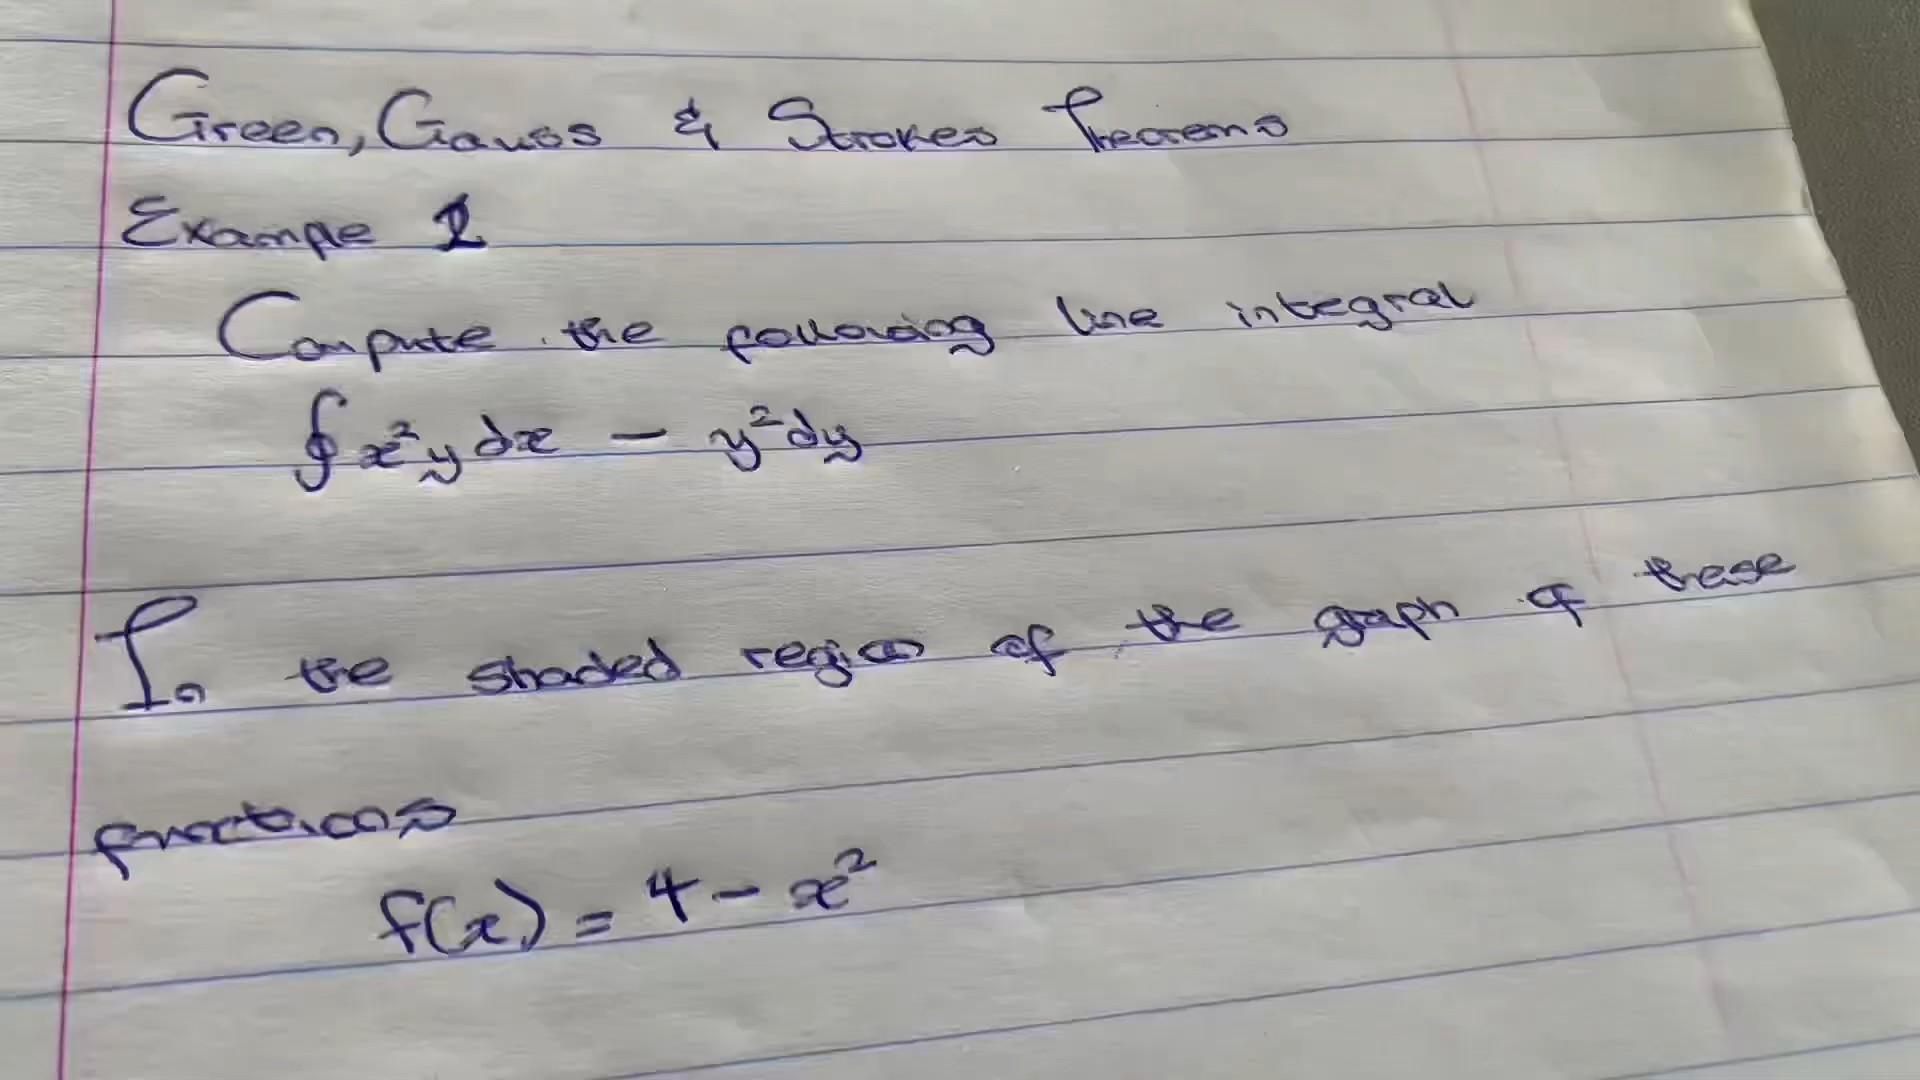 Green, Gauss & Strokes Theorems
Example 1
Compute the following line integral
∮ x²y dx − y²dy
In the shaded region of the graph of these
functions
f(x) = 4 − x²